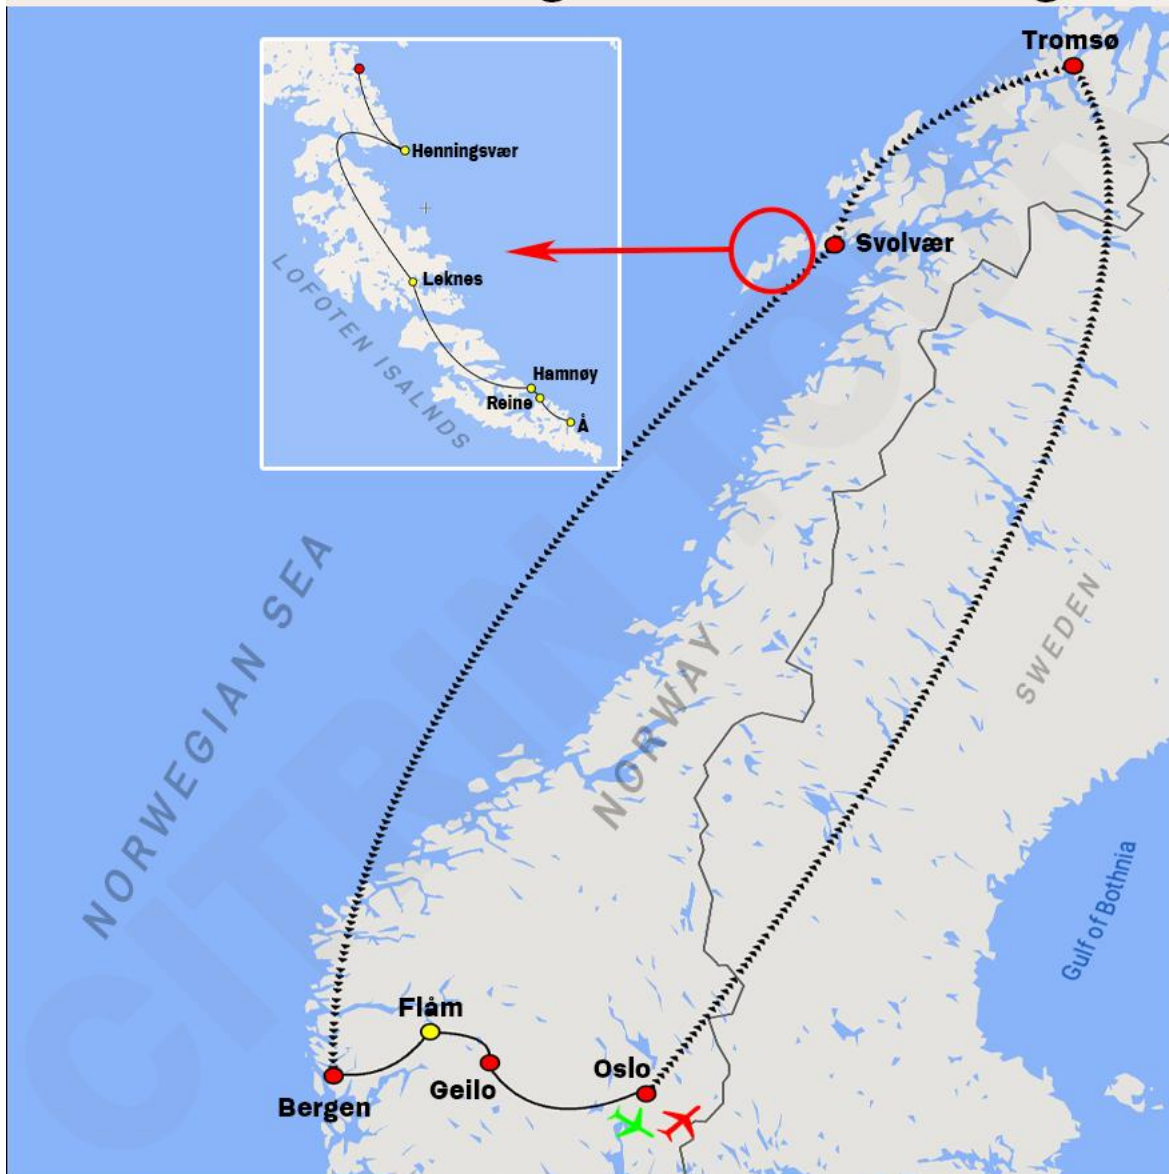 Tromsø
Henningsvær
Svolvær
Leknes
LOFOTEN ISALNDS
Hamnøy
Reine
Å
NORWEGIAN SEA
NORWAY
SWEDEN
Gulf of Bothnia
Flåm
Geilo
Oslo
Bergen